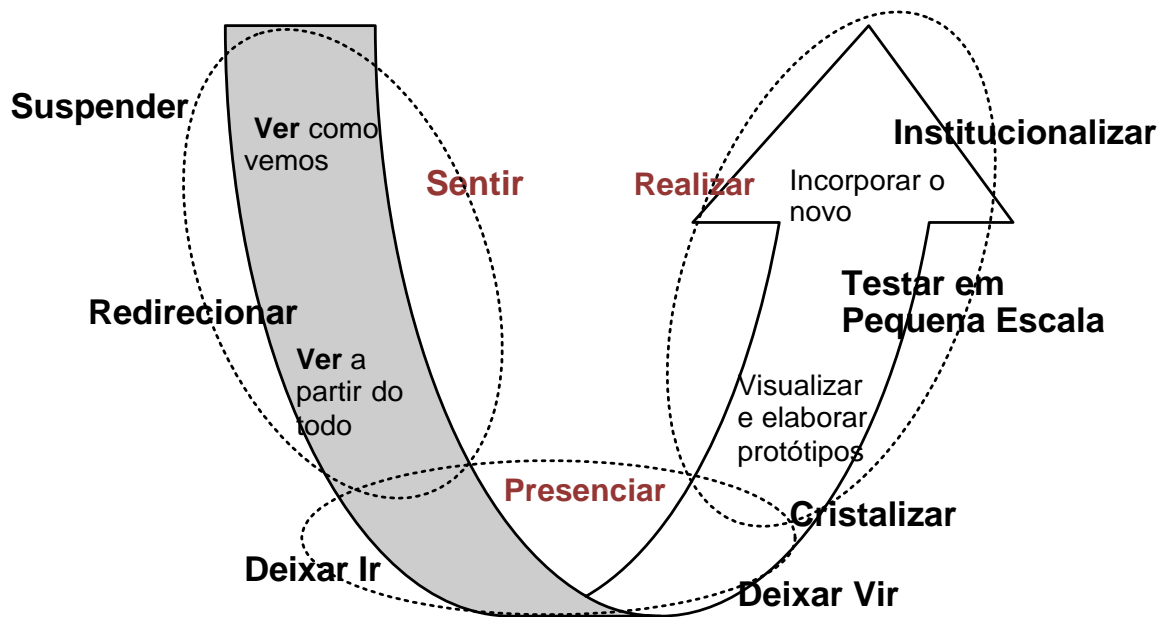 Suspender
Ver como
vemos
Sentir
Redirecionar
Ver a
partir do
todo
Presenciar
Deixar Ir
Deixar Vir
Cristalizar
Visualizar
e elaborar
protótipos
Testar em
Pequena Escala
Realizar
Incorporar o
novo
Institucionalizar